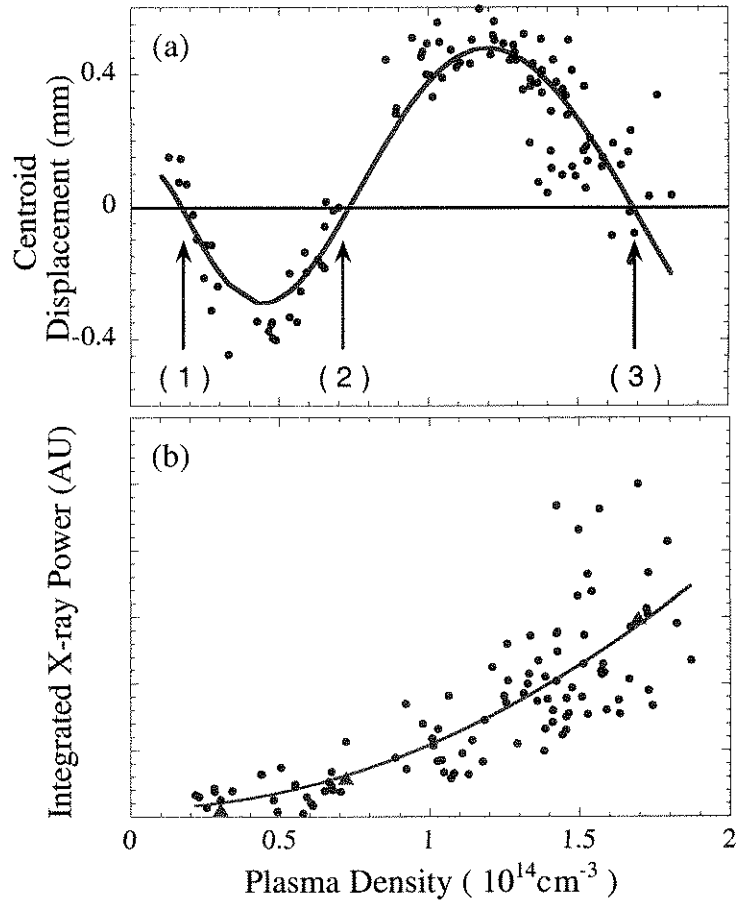 (a)
0.4
0
-0.4
Centroid
Displacement (mm)
( 1 )
( 2 )
( 3 )
(b)
Integrated X-ray Power (AU)
0
0.5
1
1.5
2
Plasma Density ( 10¹⁴cm⁻³ )